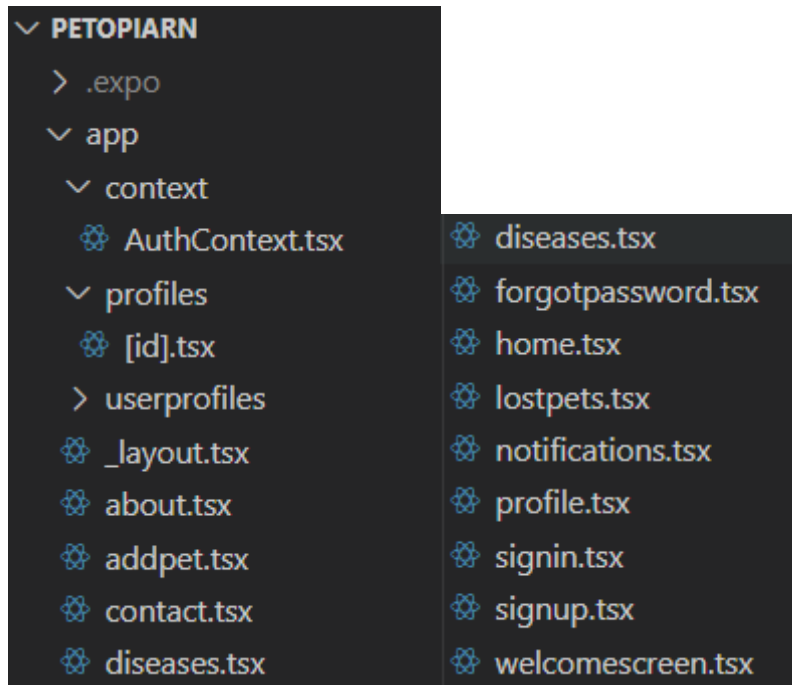 PETOPIARN
.expo
app
context
AuthContext.tsx
profiles
[id].tsx
userprofiles
_layout.tsx
about.tsx
addpet.tsx
contact.tsx
diseases.tsx
diseases.tsx
forgotpassword.tsx
home.tsx
lostpets.tsx
notifications.tsx
profile.tsx
signin.tsx
signup.tsx
welcomescreen.tsx